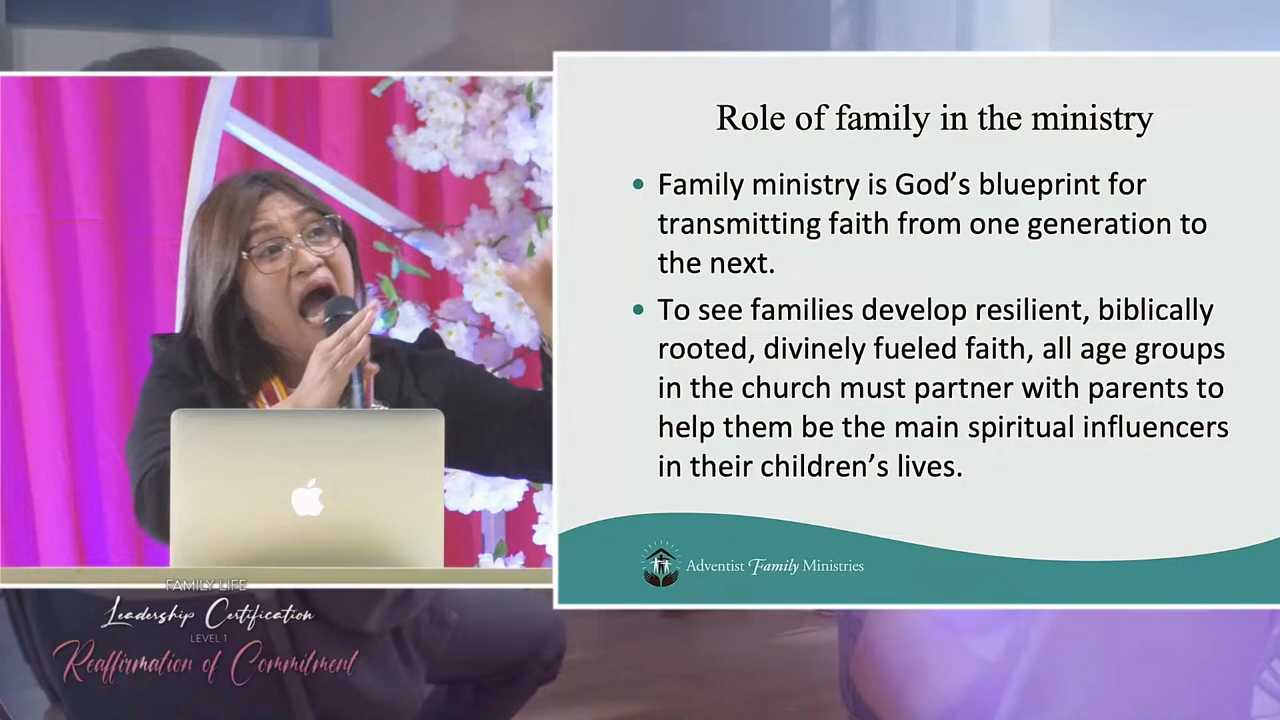 Role of family in the ministry
• Family ministry is God’s blueprint for
transmitting faith from one generation to
the next.
• To see families develop resilient, biblically
rooted, divinely fueled faith, all age groups
in the church must partner with parents to
help them be the main spiritual influencers
in their children’s lives.
Adventist Family Ministries
FAMILY LIFE
Leadership Certification
LEVEL 1
Reaffirmation of Commitment